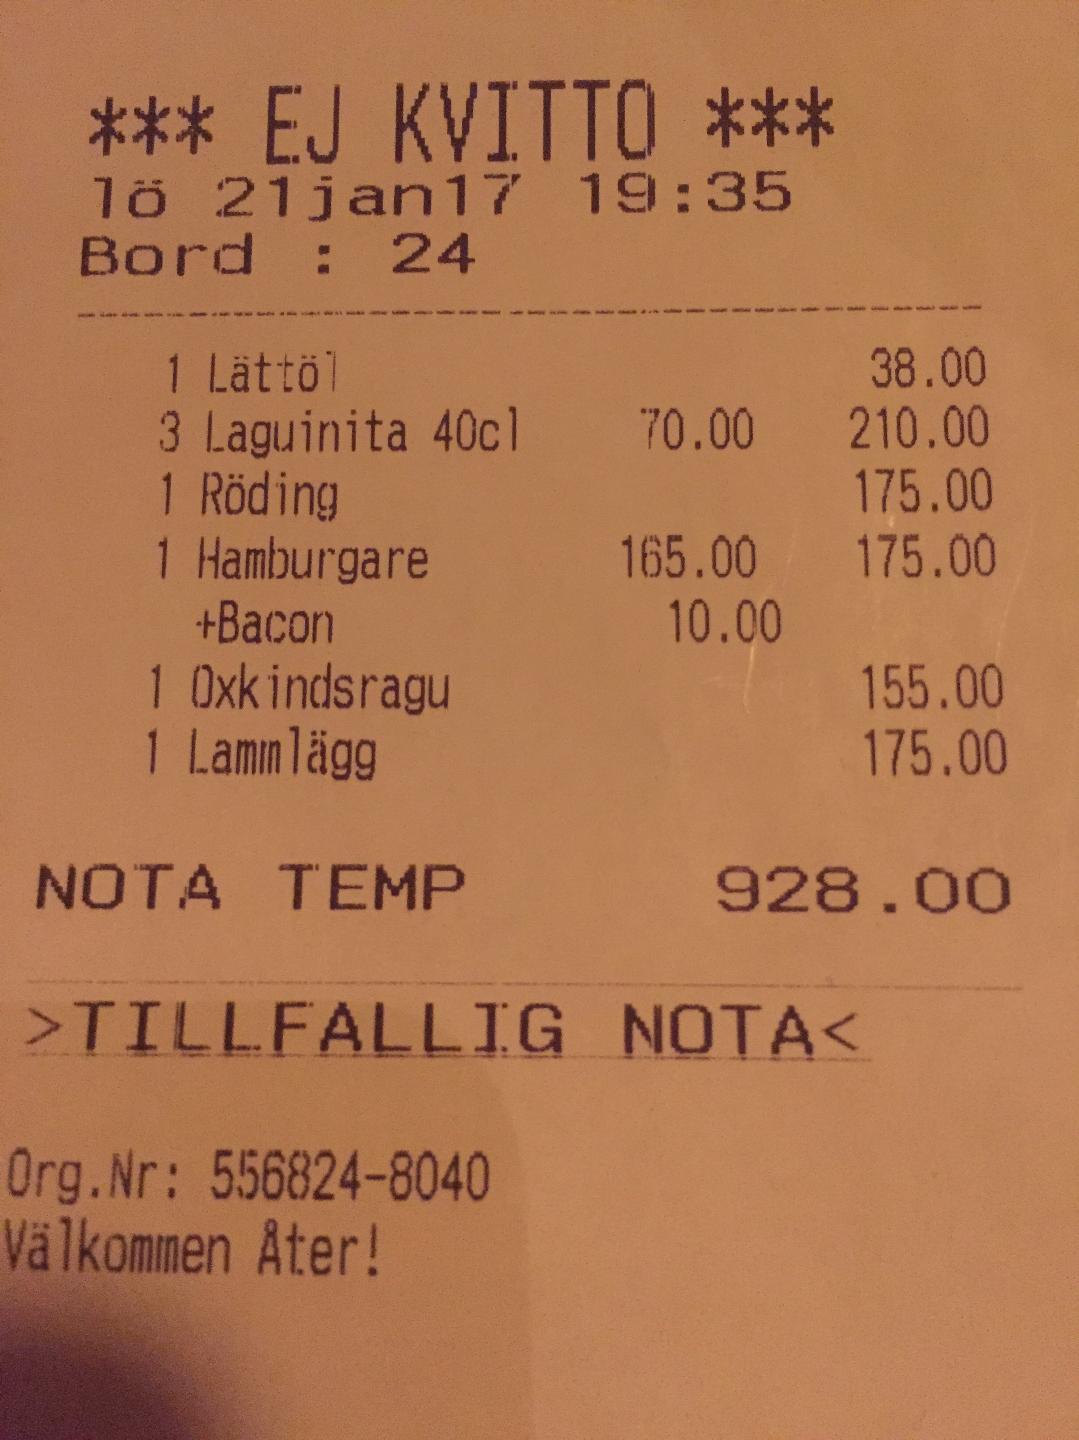 *** EJ KVITTO ***
lö 21jan17 19:35
Bord : 24
1 Lättöl 38.00
3 Laguinita 40cl 70.00 210.00
1 Röding 175.00
1 Hamburgare 165.00 175.00
+Bacon 10.00
1 Oxkindsragu 155.00
1 Lammlägg 175.00
NOTA TEMP 928.00
>TILLFALLIG NOTA<
Org.Nr: 556824-8040
Välkommen Åter!